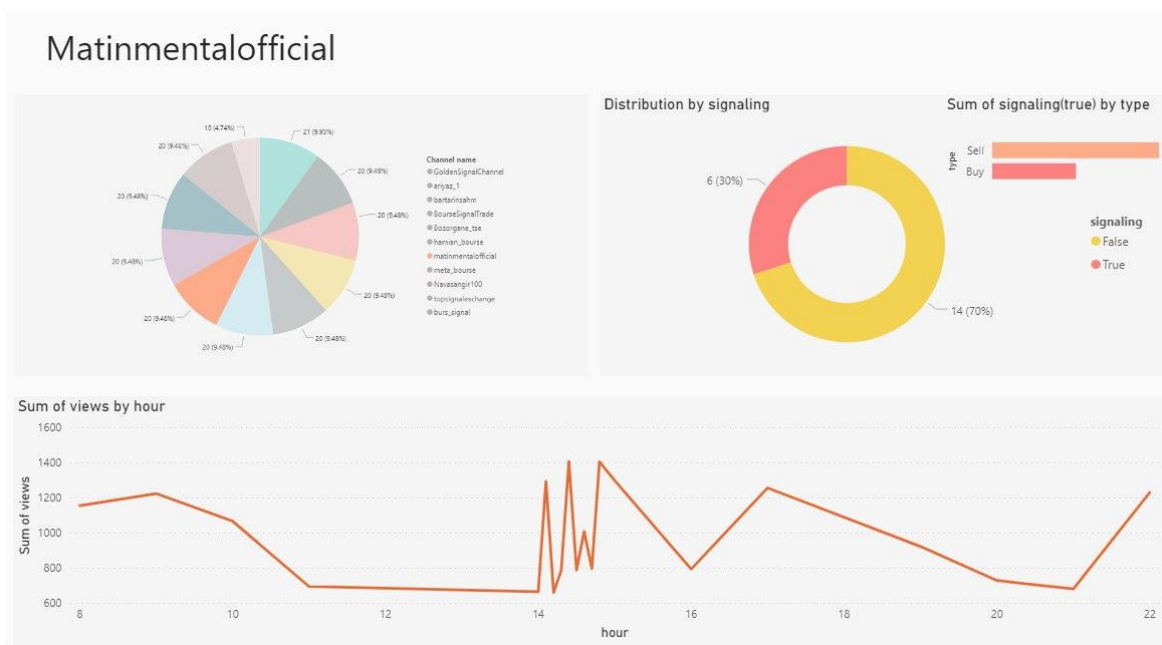 Matinmentalofficial
10 (4.74%)
21 (9.95%)
20 (9.48%)
20 (9.48%)
20 (9.48%)
20 (9.48%)
20 (9.48%)
20 (9.48%)
20 (9.48%)
20 (9.48%)
20 (9.48%)
Channel name
GoldenSignalChannel
ariyaz_1
bartarinsahm
BourseSignalTrade
Bozorgane_tse
hamian_bourse
matinmentalofficial
meta_bourse
Navasangir100
topsignalexchange
burs_signal
Distribution by signaling
6 (30%)
14 (70%)
Sum of signaling(true) by type
type
Sell
Buy
signaling
False
True
Sum of views by hour
Sum of views
1600
1400
1200
1000
800
600
8 10 12 14 16 18 20 22
hour